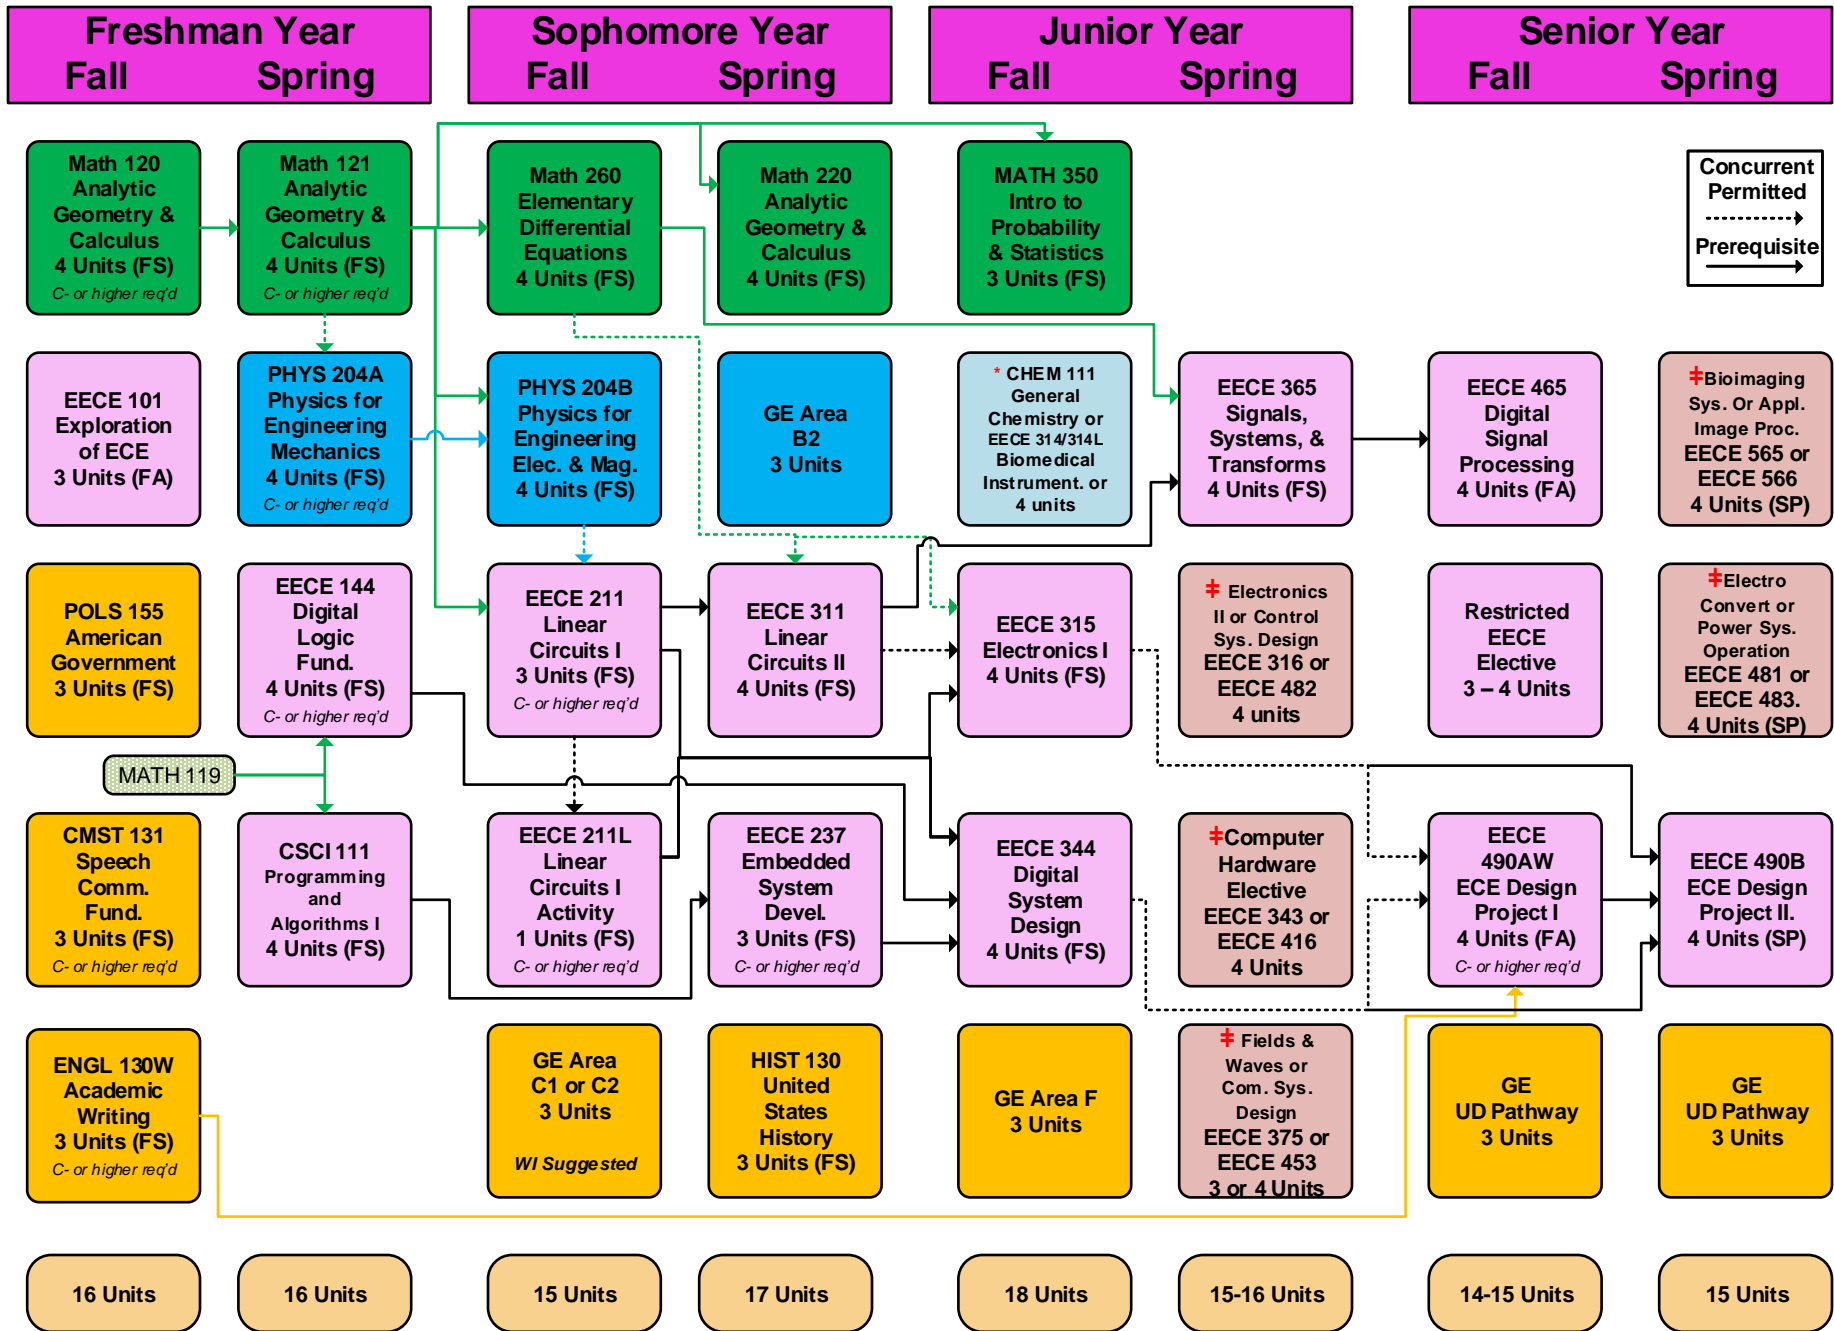 Freshman Year
Fall Spring
Sophomore Year
Fall Spring
Junior Year
Fall Spring
Senior Year
Fall Spring
Math 120
Analytic
Geometry &
Calculus
4 Units (FS)
C- or higher req'd
Math 121
Analytic
Geometry &
Calculus
4 Units (FS)
C- or higher req'd
Math 260
Elementary
Differential
Equations
4 Units (FS)
Math 220
Analytic
Geometry &
Calculus
4 Units (FS)
MATH 350
Intro to
Probability
& Statistics
3 Units (FS)
Concurrent
Permitted
Prerequisite
EECE 101
Exploration
of ECE
3 Units (FA)
PHYS 204A
Physics for
Engineering
Mechanics
4 Units (FS)
C- or higher req'd
PHYS 204B
Physics for
Engineering
Elec. & Mag.
4 Units (FS)
GE Area
B2
3 Units
* CHEM 111
General
Chemistry or
EECE 314/314L
Biomedical
Instrument. or
4 units
EECE 365
Signals,
Systems, &
Transforms
4 Units (FS)
EECE 465
Digital
Signal
Processing
4 Units (FA)
ǂBioimaging
Sys. Or Appl.
Image Proc.
EECE 565 or
EECE 566
4 Units (SP)
POLS 155
American
Government
3 Units (FS)
EECE 144
Digital
Logic
Fund.
4 Units (FS)
C- or higher req'd
EECE 211
Linear
Circuits I
3 Units (FS)
C- or higher req'd
EECE 311
Linear
Circuits II
4 Units (FS)
EECE 315
Electronics I
4 Units (FS)
ǂ Electronics
II or Control
Sys. Design
EECE 316 or
EECE 482
4 units
Restricted
EECE
Elective
3 – 4 Units
ǂElectro
Convert or
Power Sys.
Operation
EECE 481 or
EECE 483.
4 Units (SP)
MATH 119
CMST 131
Speech
Comm.
Fund.
3 Units (FS)
C- or higher req'd
CSCI 111
Programming
and
Algorithms I
4 Units (FS)
EECE 211L
Linear
Circuits I
Activity
1 Units (FS)
C- or higher req'd
EECE 237
Embedded
System
Devel.
3 Units (FS)
C- or higher req'd
EECE 344
Digital
System
Design
4 Units (FS)
ǂComputer
Hardware
Elective
EECE 343 or
EECE 416
4 Units
EECE
490AW
ECE Design
Project I
4 Units (FA)
C- or higher req'd
EECE 490B
ECE Design
Project II.
4 Units (SP)
ENGL 130W
Academic
Writing
3 Units (FS)
C- or higher req'd
GE Area
C1 or C2
3 Units
WI Suggested
HIST 130
United
States
History
3 Units (FS)
GE Area F
3 Units
ǂ Fields &
Waves or
Com. Sys.
Design
EECE 375 or
EECE 453
3 or 4 Units
GE
UD Pathway
3 Units
GE
UD Pathway
3 Units
16 Units
16 Units
15 Units
17 Units
18 Units
15-16 Units
14-15 Units
15 Units